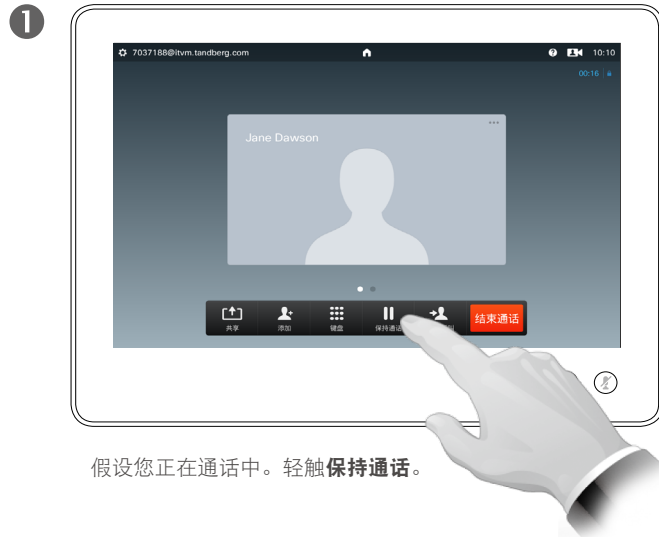 1
7037188@itvm.tandberg.com
? 10:10
00:16
Jane Dawson
共享 添加 键盘 保持通话 结束通话
假设您正在通话中。轻触保持通话。